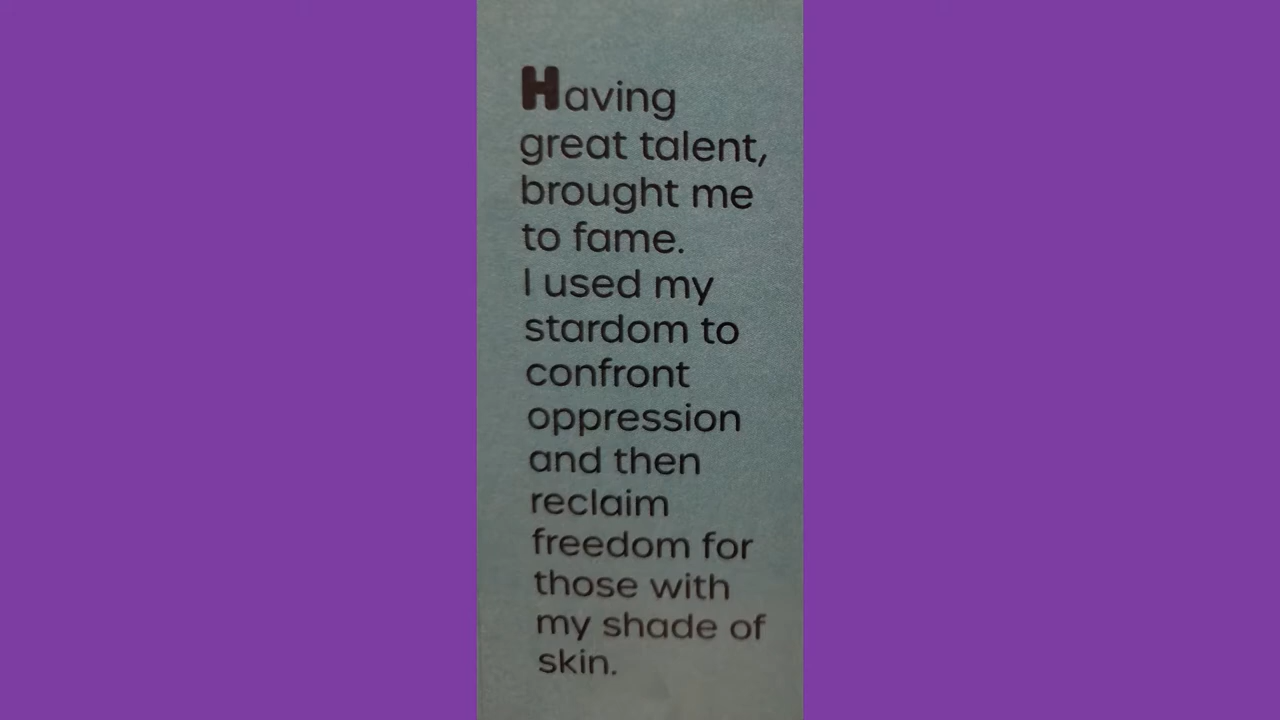 Having
great talent,
brought me
to fame.
I used my
stardom to
confront
oppression
and then
reclaim
freedom for
those with
my shade of
skin.